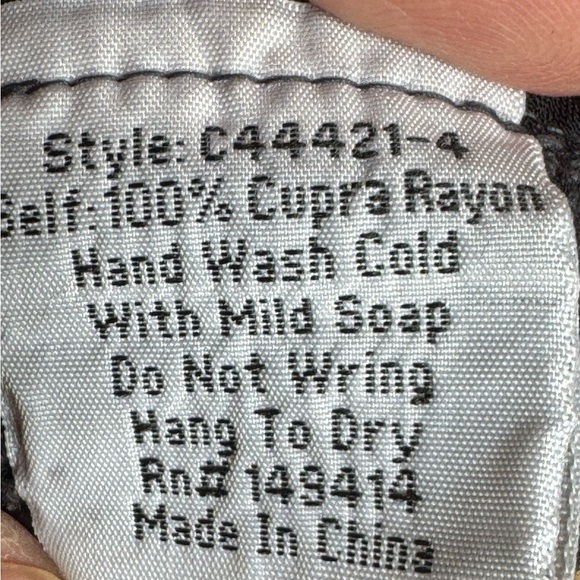 Style: C44421-4
Self: 100% Cupra Rayon
Hand Wash Cold
With Mild Soap
Do Not Wring
Hang To Dry
Rn# 149414
Made In China